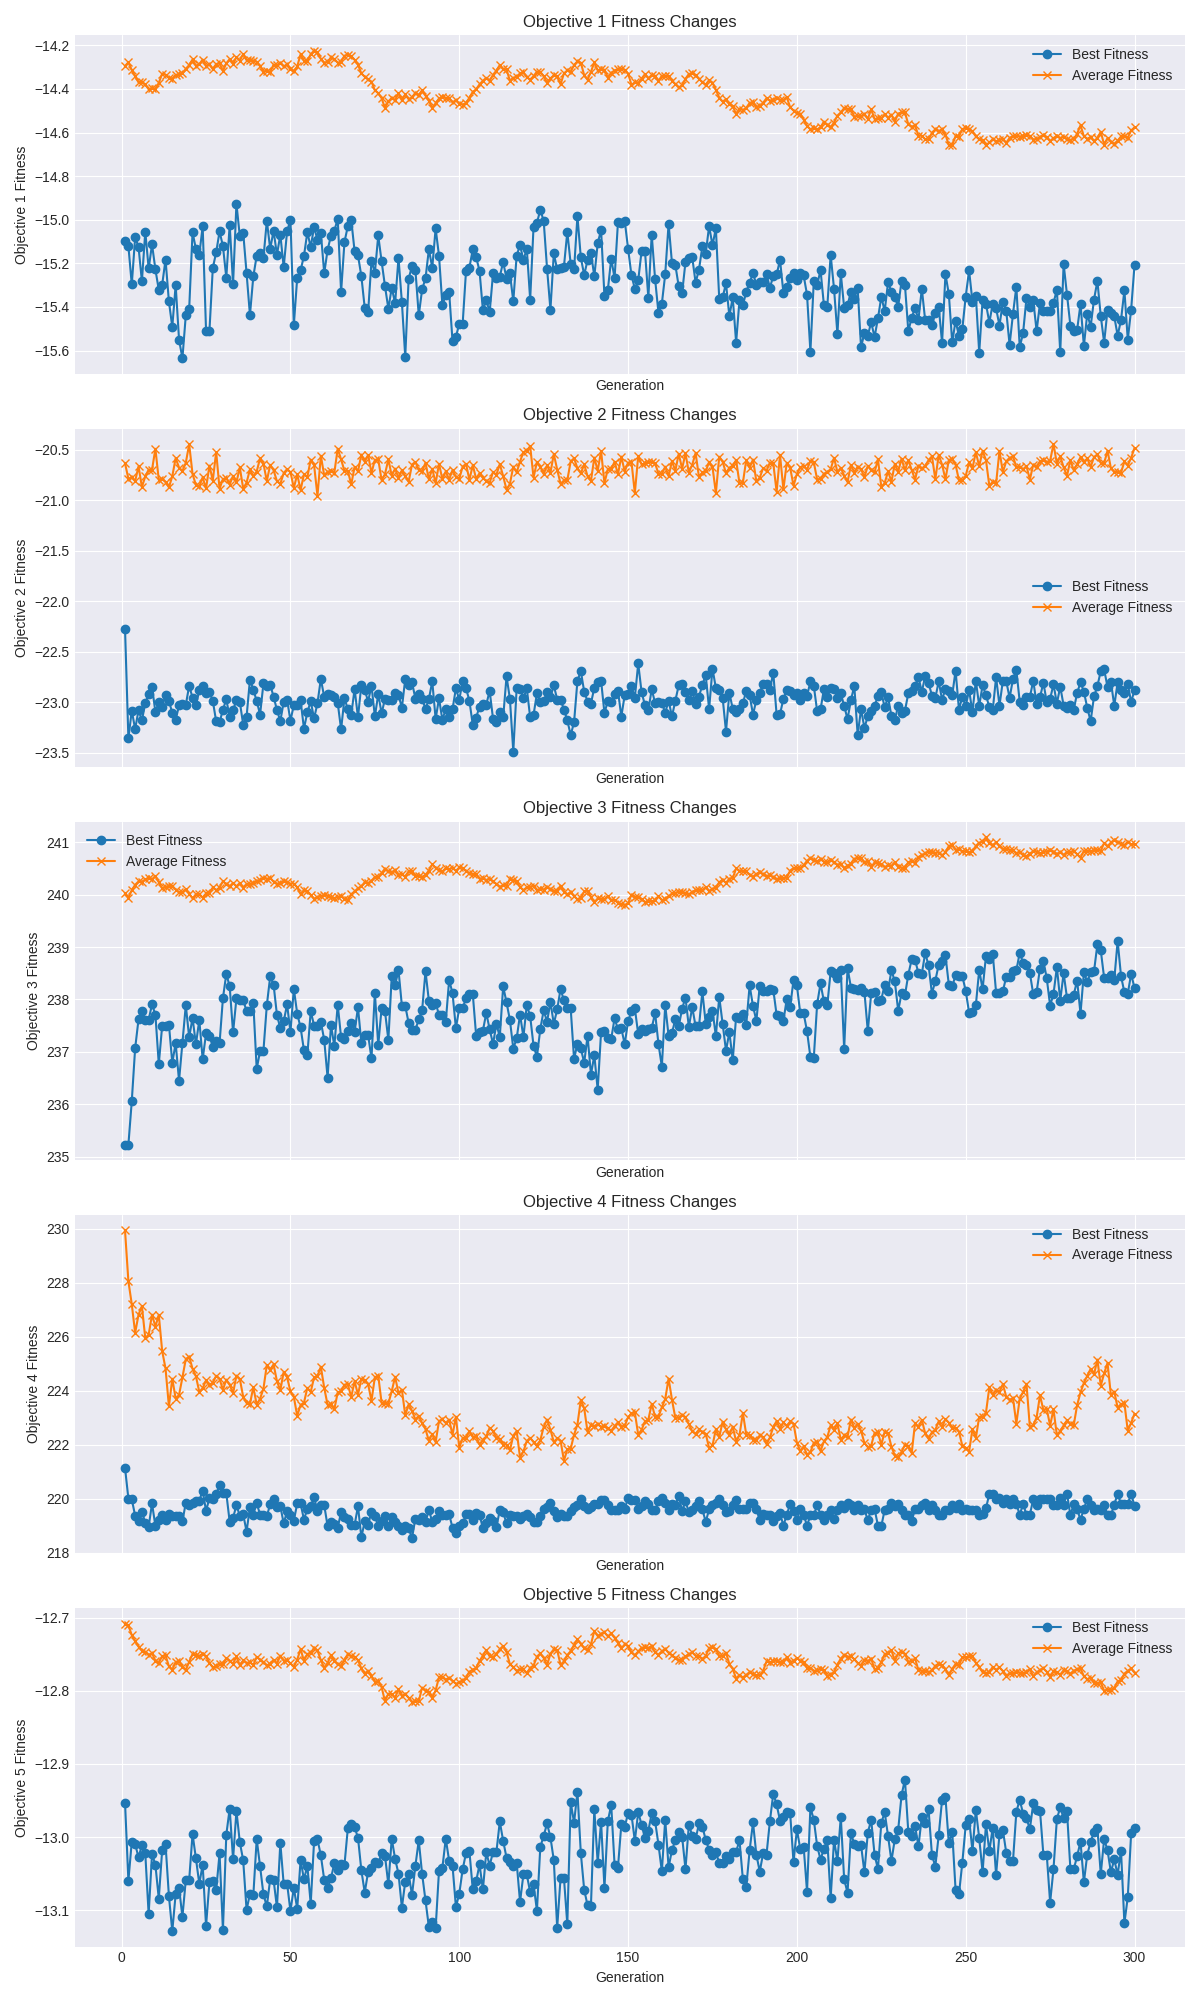 Objective 1 Fitness Changes
Best Fitness
Average Fitness
Objective 1 Fitness
−14.2
−14.4
−14.6
−14.8
−15.0
−15.2
−15.4
−15.6
Generation
Objective 2 Fitness Changes
Best Fitness
Average Fitness
Objective 2 Fitness
−20.5
−21.0
−21.5
−22.0
−22.5
−23.0
−23.5
Generation
Objective 3 Fitness Changes
Best Fitness
Average Fitness
Objective 3 Fitness
241
240
239
238
237
236
235
Generation
Objective 4 Fitness Changes
Best Fitness
Average Fitness
Objective 4 Fitness
230
228
226
224
222
220
218
Generation
Objective 5 Fitness Changes
Best Fitness
Average Fitness
Objective 5 Fitness
−12.7
−12.8
−12.9
−13.0
−13.1
0 50 100 150 200 250 300
Generation